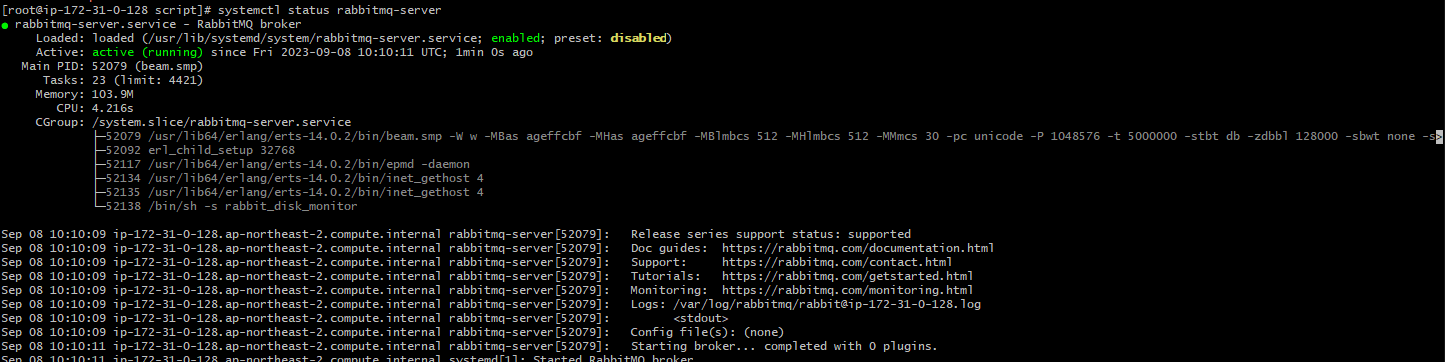 [root@ip-172-31-0-128 script]# systemctl status rabbitmq-server
● rabbitmq-server.service - RabbitMQ broker
     Loaded: loaded (/usr/lib/systemd/system/rabbitmq-server.service; enabled; preset: disabled)
     Active: active (running) since Fri 2023-09-08 10:10:11 UTC; 1min 0s ago
   Main PID: 52079 (beam.smp)
      Tasks: 23 (limit: 4421)
     Memory: 103.9M
        CPU: 4.216s
     CGroup: /system.slice/rabbitmq-server.service
             ├─52079 /usr/lib64/erlang/erts-14.0.2/bin/beam.smp -W w -MBas ageffcbf -MHas ageffcbf -MBlmbcs 512 -MHlmbcs 512 -MMmcs 30 -pc unicode -P 1048576 -t 5000000 -stbt db -zdbbl 128000 -sbwt none -s>
             ├─52092 erl_child_setup 32768
             ├─52117 /usr/lib64/erlang/erts-14.0.2/bin/epmd -daemon
             ├─52134 /usr/lib64/erlang/erts-14.0.2/bin/inet_gethost 4
             ├─52135 /usr/lib64/erlang/erts-14.0.2/bin/inet_gethost 4
             └─52138 /bin/sh -s rabbit_disk_monitor

Sep 08 10:10:09 ip-172-31-0-128.ap-northeast-2.compute.internal rabbitmq-server[52079]:   Release series support status: supported
Sep 08 10:10:09 ip-172-31-0-128.ap-northeast-2.compute.internal rabbitmq-server[52079]:   Doc guides:  https://rabbitmq.com/documentation.html
Sep 08 10:10:09 ip-172-31-0-128.ap-northeast-2.compute.internal rabbitmq-server[52079]:   Support:     https://rabbitmq.com/contact.html
Sep 08 10:10:09 ip-172-31-0-128.ap-northeast-2.compute.internal rabbitmq-server[52079]:   Tutorials:   https://rabbitmq.com/getstarted.html
Sep 08 10:10:09 ip-172-31-0-128.ap-northeast-2.compute.internal rabbitmq-server[52079]:   Monitoring:  https://rabbitmq.com/monitoring.html
Sep 08 10:10:09 ip-172-31-0-128.ap-northeast-2.compute.internal rabbitmq-server[52079]:   Logs: /var/log/rabbitmq/rabbit@ip-172-31-0-128.log
Sep 08 10:10:09 ip-172-31-0-128.ap-northeast-2.compute.internal rabbitmq-server[52079]:         <stdout>
Sep 08 10:10:09 ip-172-31-0-128.ap-northeast-2.compute.internal rabbitmq-server[52079]:   Config file(s): (none)
Sep 08 10:10:11 ip-172-31-0-128.ap-northeast-2.compute.internal rabbitmq-server[52079]:   Starting broker... completed with 0 plugins.
Sep 08 10:10:11 ip-172-31-0-128.ap-northeast-2.compute.internal systemd[1]: Started RabbitMQ broker